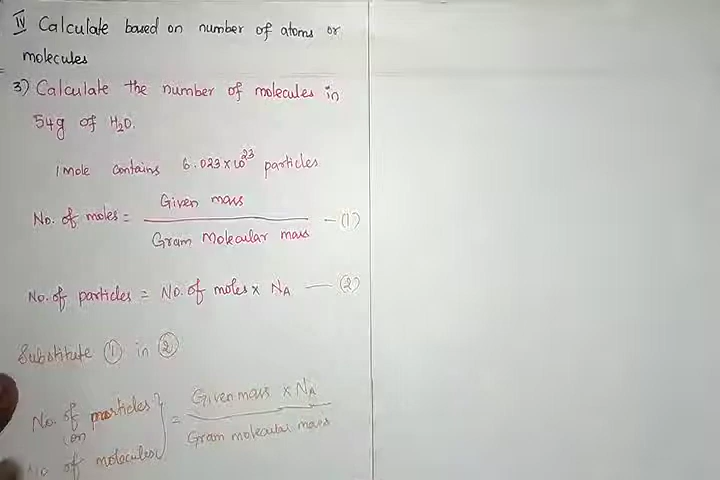 IV Calculate based on number of atoms or
molecules
3) Calculate the number of molecules in
54g of H₂O.
1 mole contains 6.023 x 10²³ particles
No. of moles = Given mass / Gram Molecular mass — (1)
No. of particles = No. of moles x NA — (2)
Substitute (1) in (2)
No. of particles
(or)
No of molecules } = Given mass x NA / Gram molecular mass